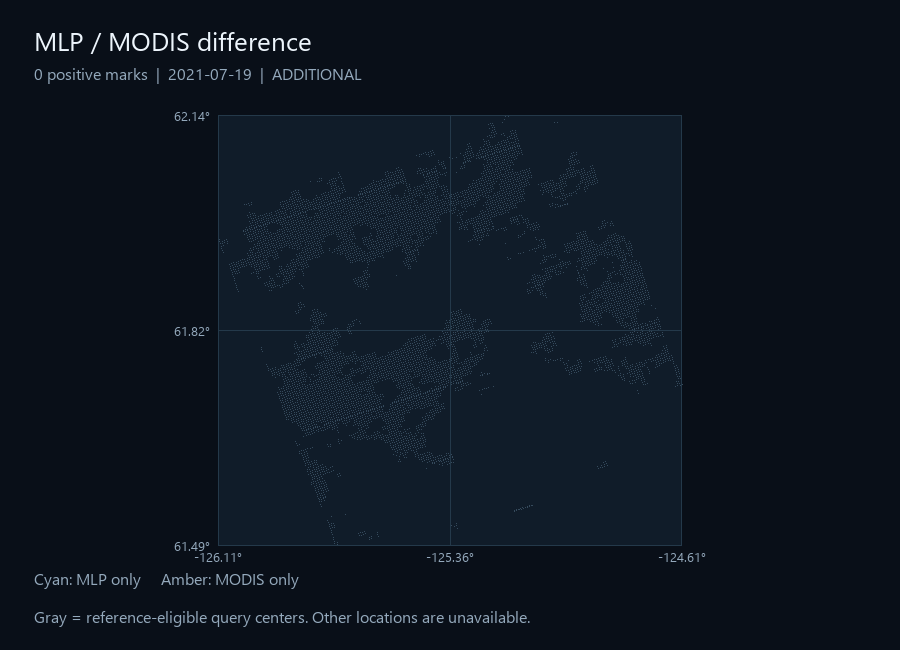 MLP / MODIS difference
0 positive marks | 2021-07-19 | ADDITIONAL
62.14°
61.82°
61.49°
-126.11° -125.36° -124.61°
Cyan: MLP only Amber: MODIS only
Gray = reference-eligible query centers. Other locations are unavailable.